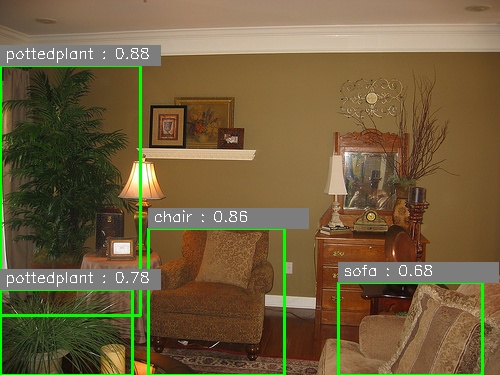 pottedplant : 0.88
chair : 0.86
pottedplant : 0.78
sofa : 0.68